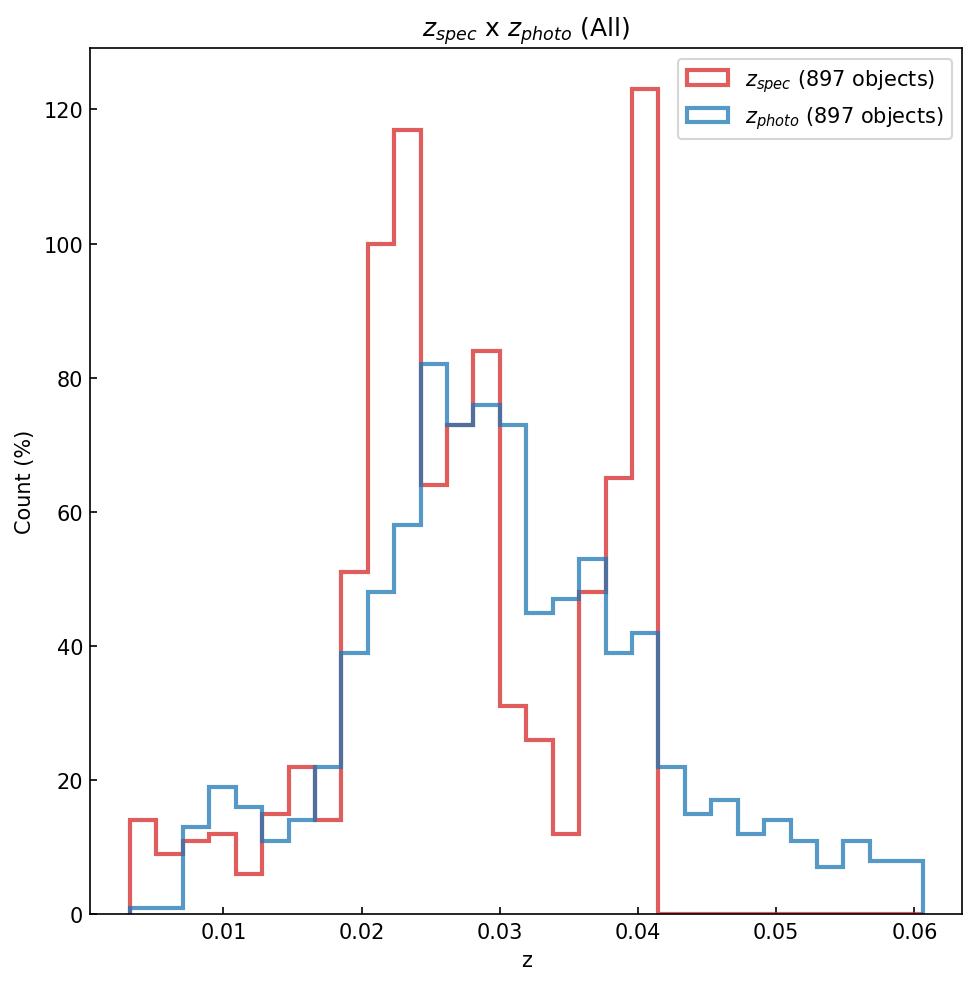 z_spec x z_photo (All)
z_spec (897 objects)
z_photo (897 objects)
120
100
80
60
40
20
0
Count (%)
0.01 0.02 0.03 0.04 0.05 0.06
z